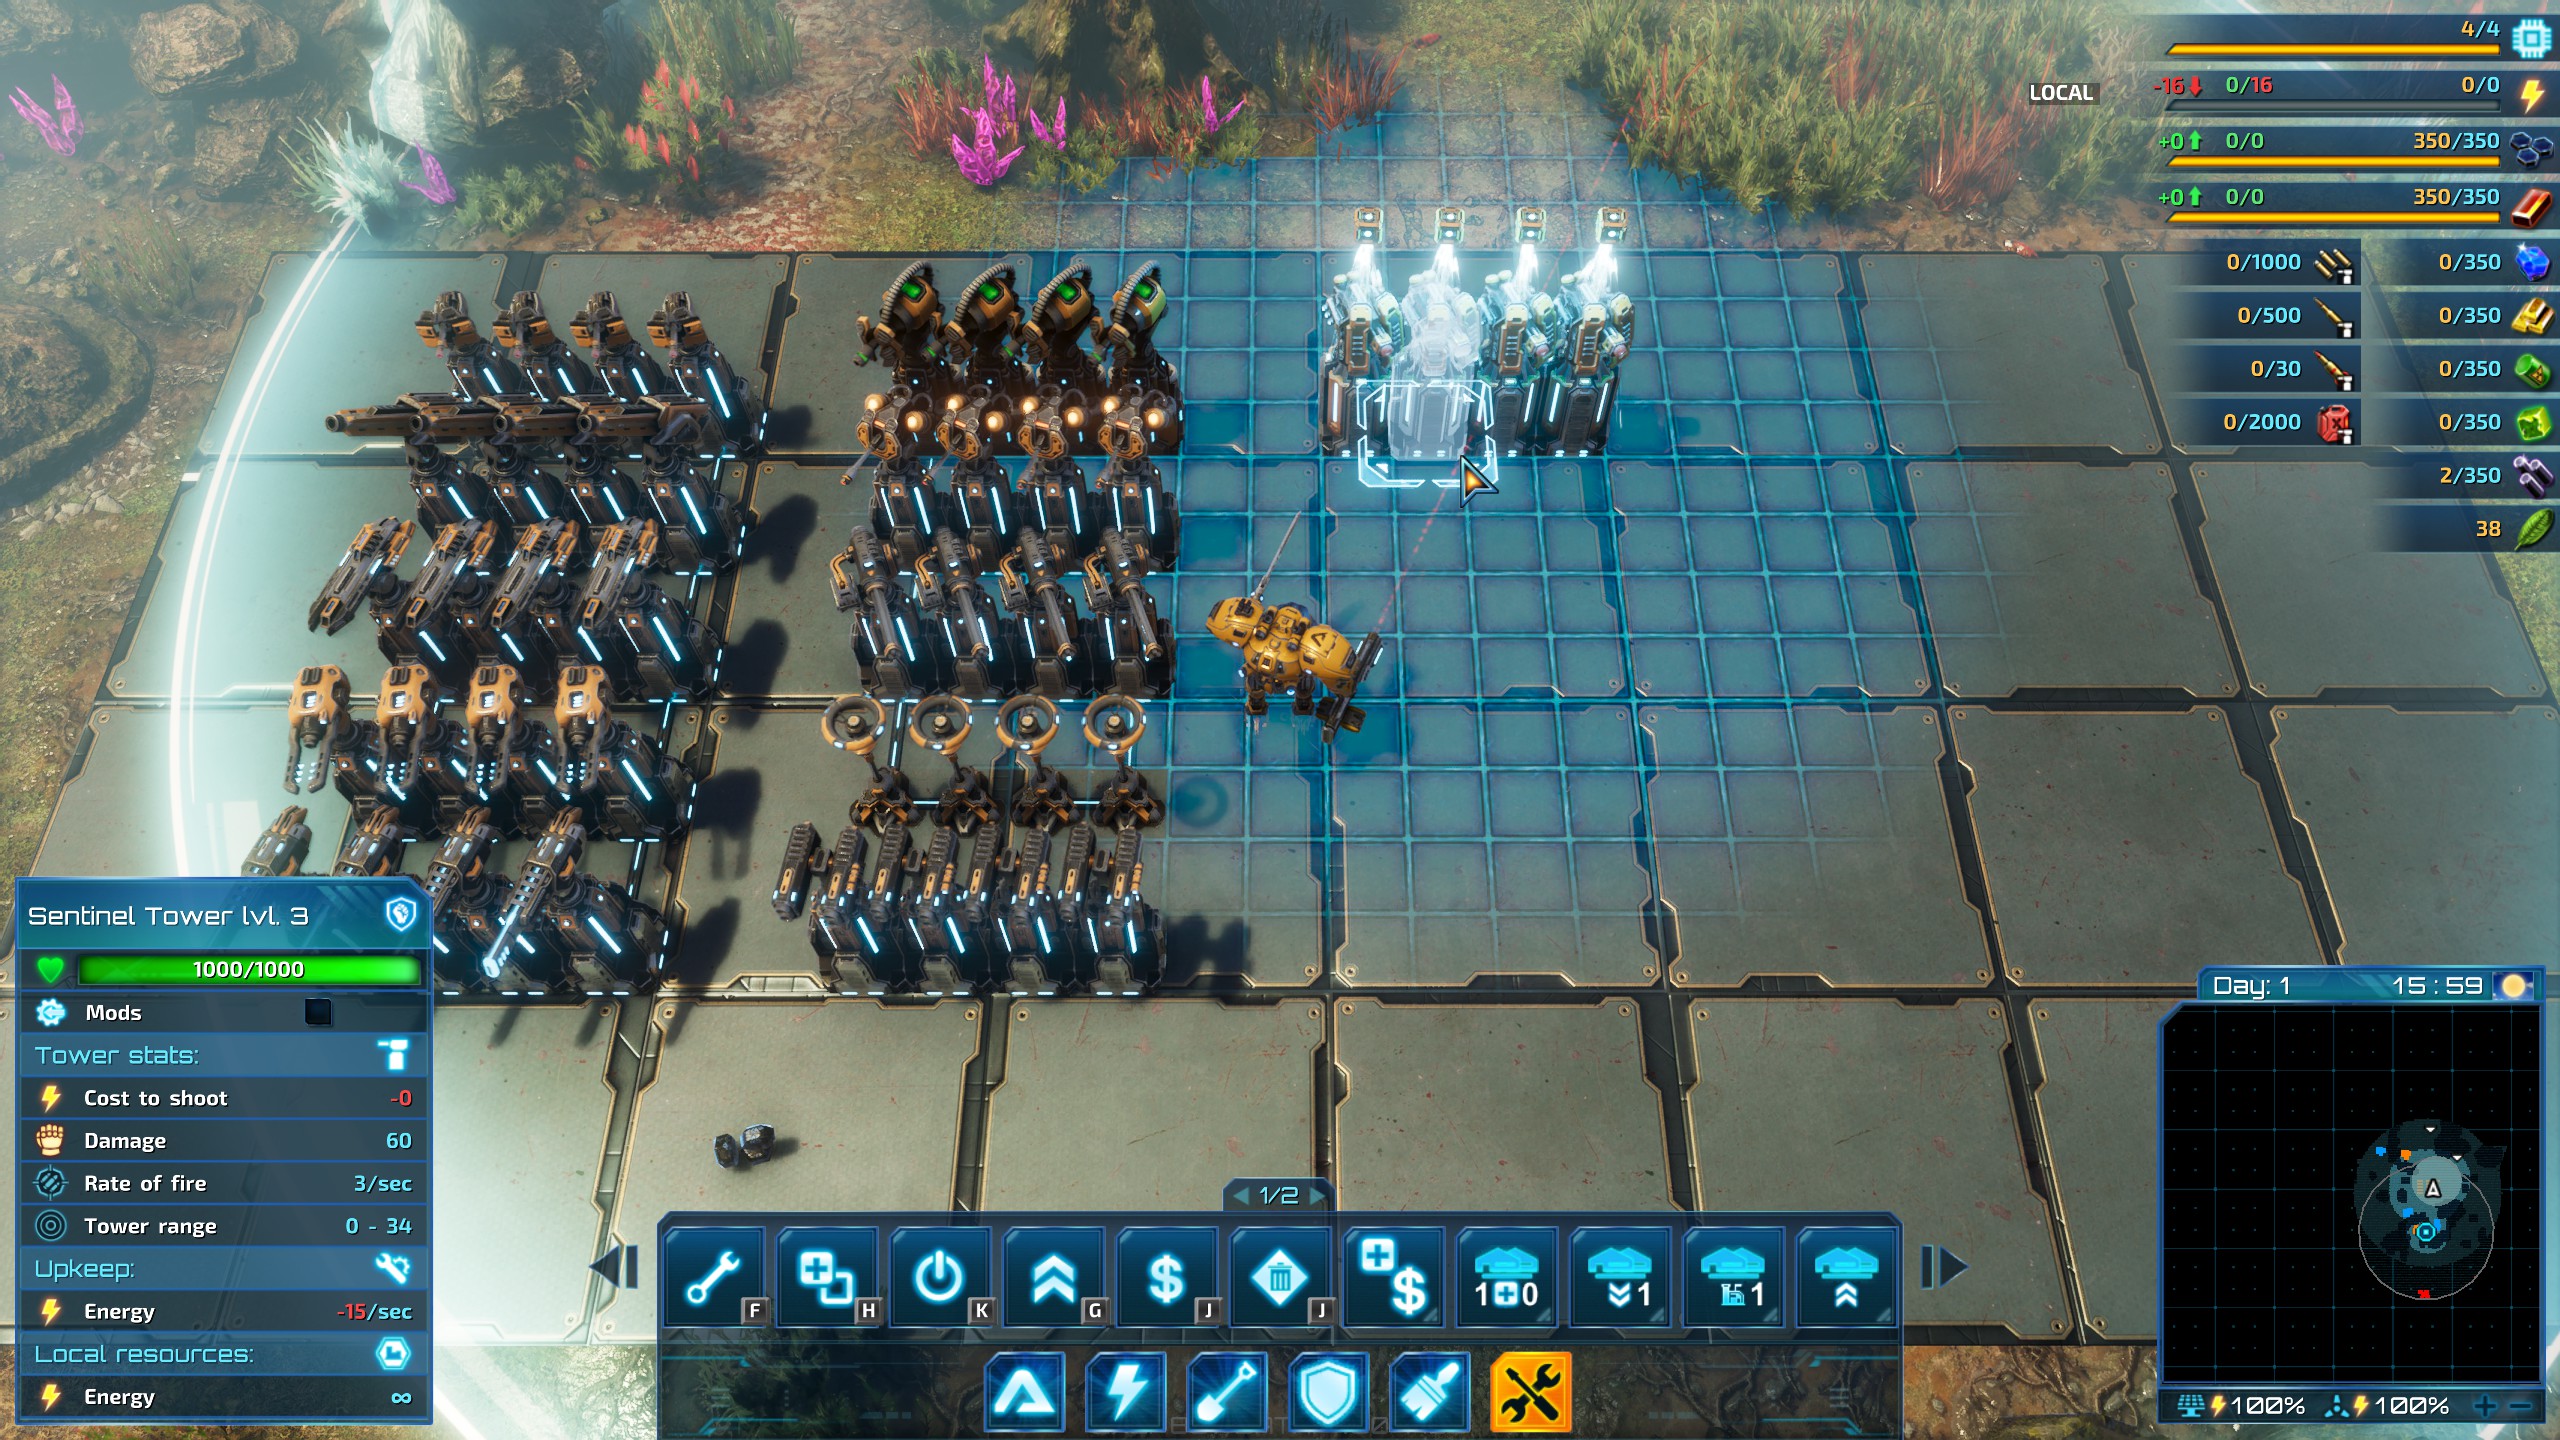 4/4
LOCAL
-16 0/16 0/0
+0 0/0 350/350
+0 0/0 350/350
0/1000 0/350
0/500 0/350
0/30 0/350
0/2000 0/350
2/350
38
Sentinel Tower lvl. 3
1000/1000
Mods
Tower stats:
Cost to shoot -0
Damage 60
Rate of fire 3/sec
Tower range 0 - 34
Upkeep:
Energy -15/sec
Local resources:
Energy ∞
Day: 1 15:59
100% 100%
1/2
F H K G J J $ 1 0 1 1